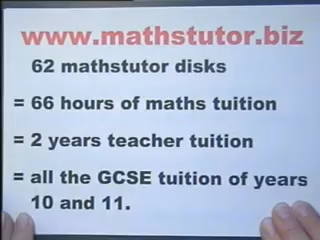 www.mathstutor.biz
62 mathstutor disks
= 66 hours of maths tuition
= 2 years teacher tuition
= all the GCSE tuition of years
10 and 11.